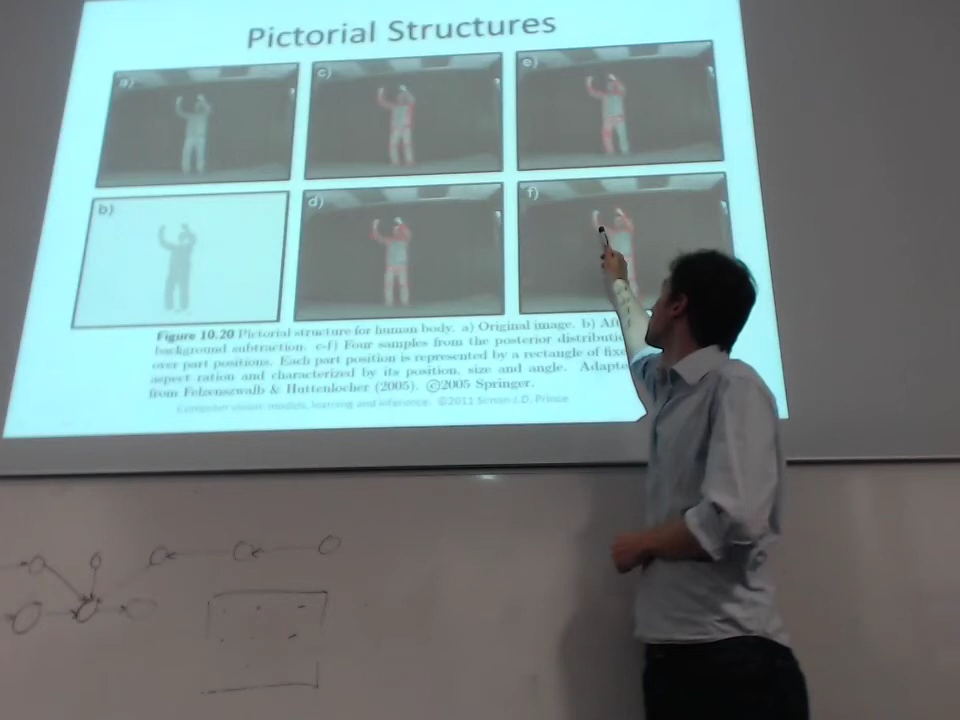 Pictorial Structures
a)
c)
e)
b)
d)
f)
Figure 10.20 Pictorial structure for human body. a) Original image. b) Af
background subtraction. c-f) Four samples from the posterior distributio
over part positions. Each part position is represented by a rectangle of fixe
aspect ration and characterized by its position, size and angle. Adapte
from Felzenszwalb & Huttenlocher (2005). ©2005 Springer.
Computer vision: models, learning and inference. ©2011 Simon J.D. Prince